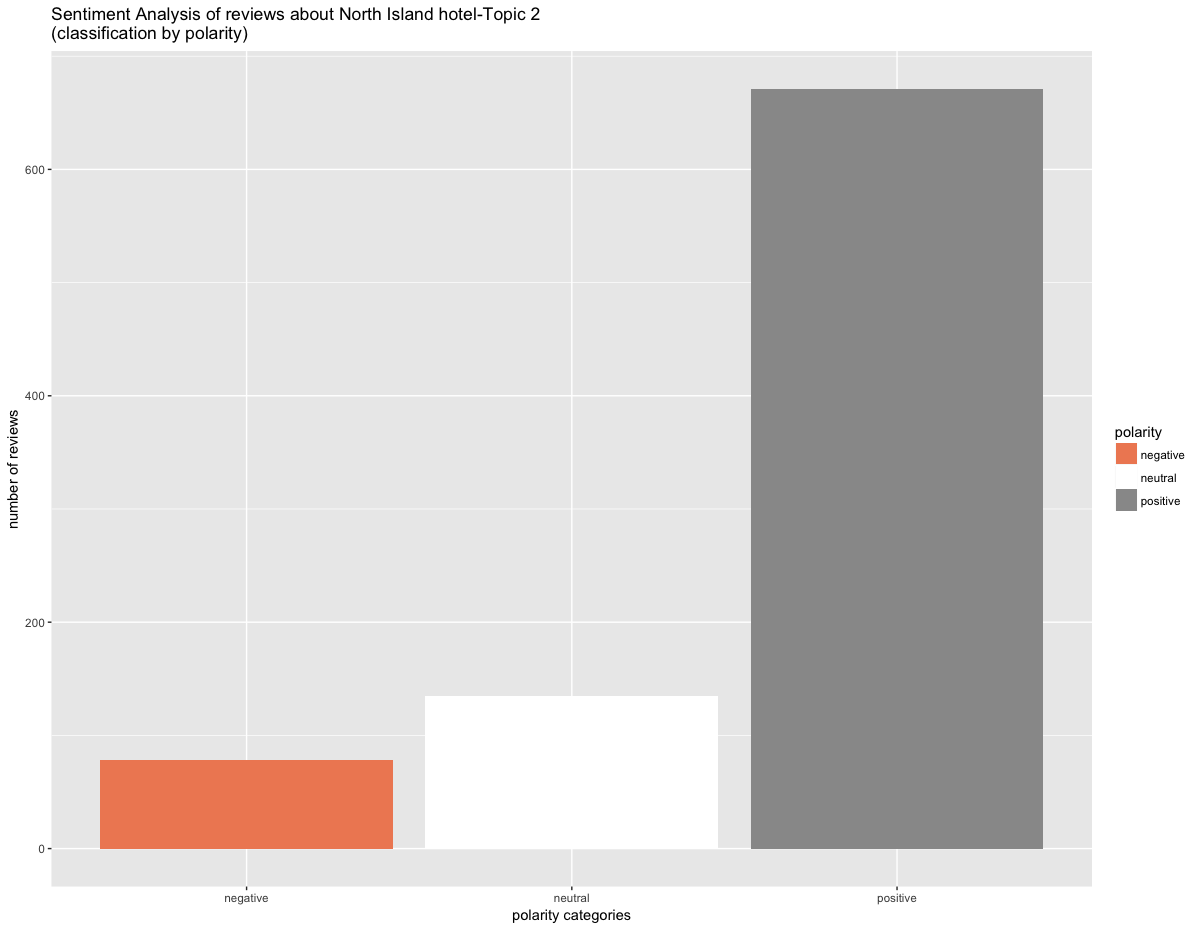 Sentiment Analysis of reviews about North Island hotel-Topic 2
(classification by polarity)
number of reviews
600
400
200
0
negative
neutral
positive
polarity categories
polarity
negative
neutral
positive